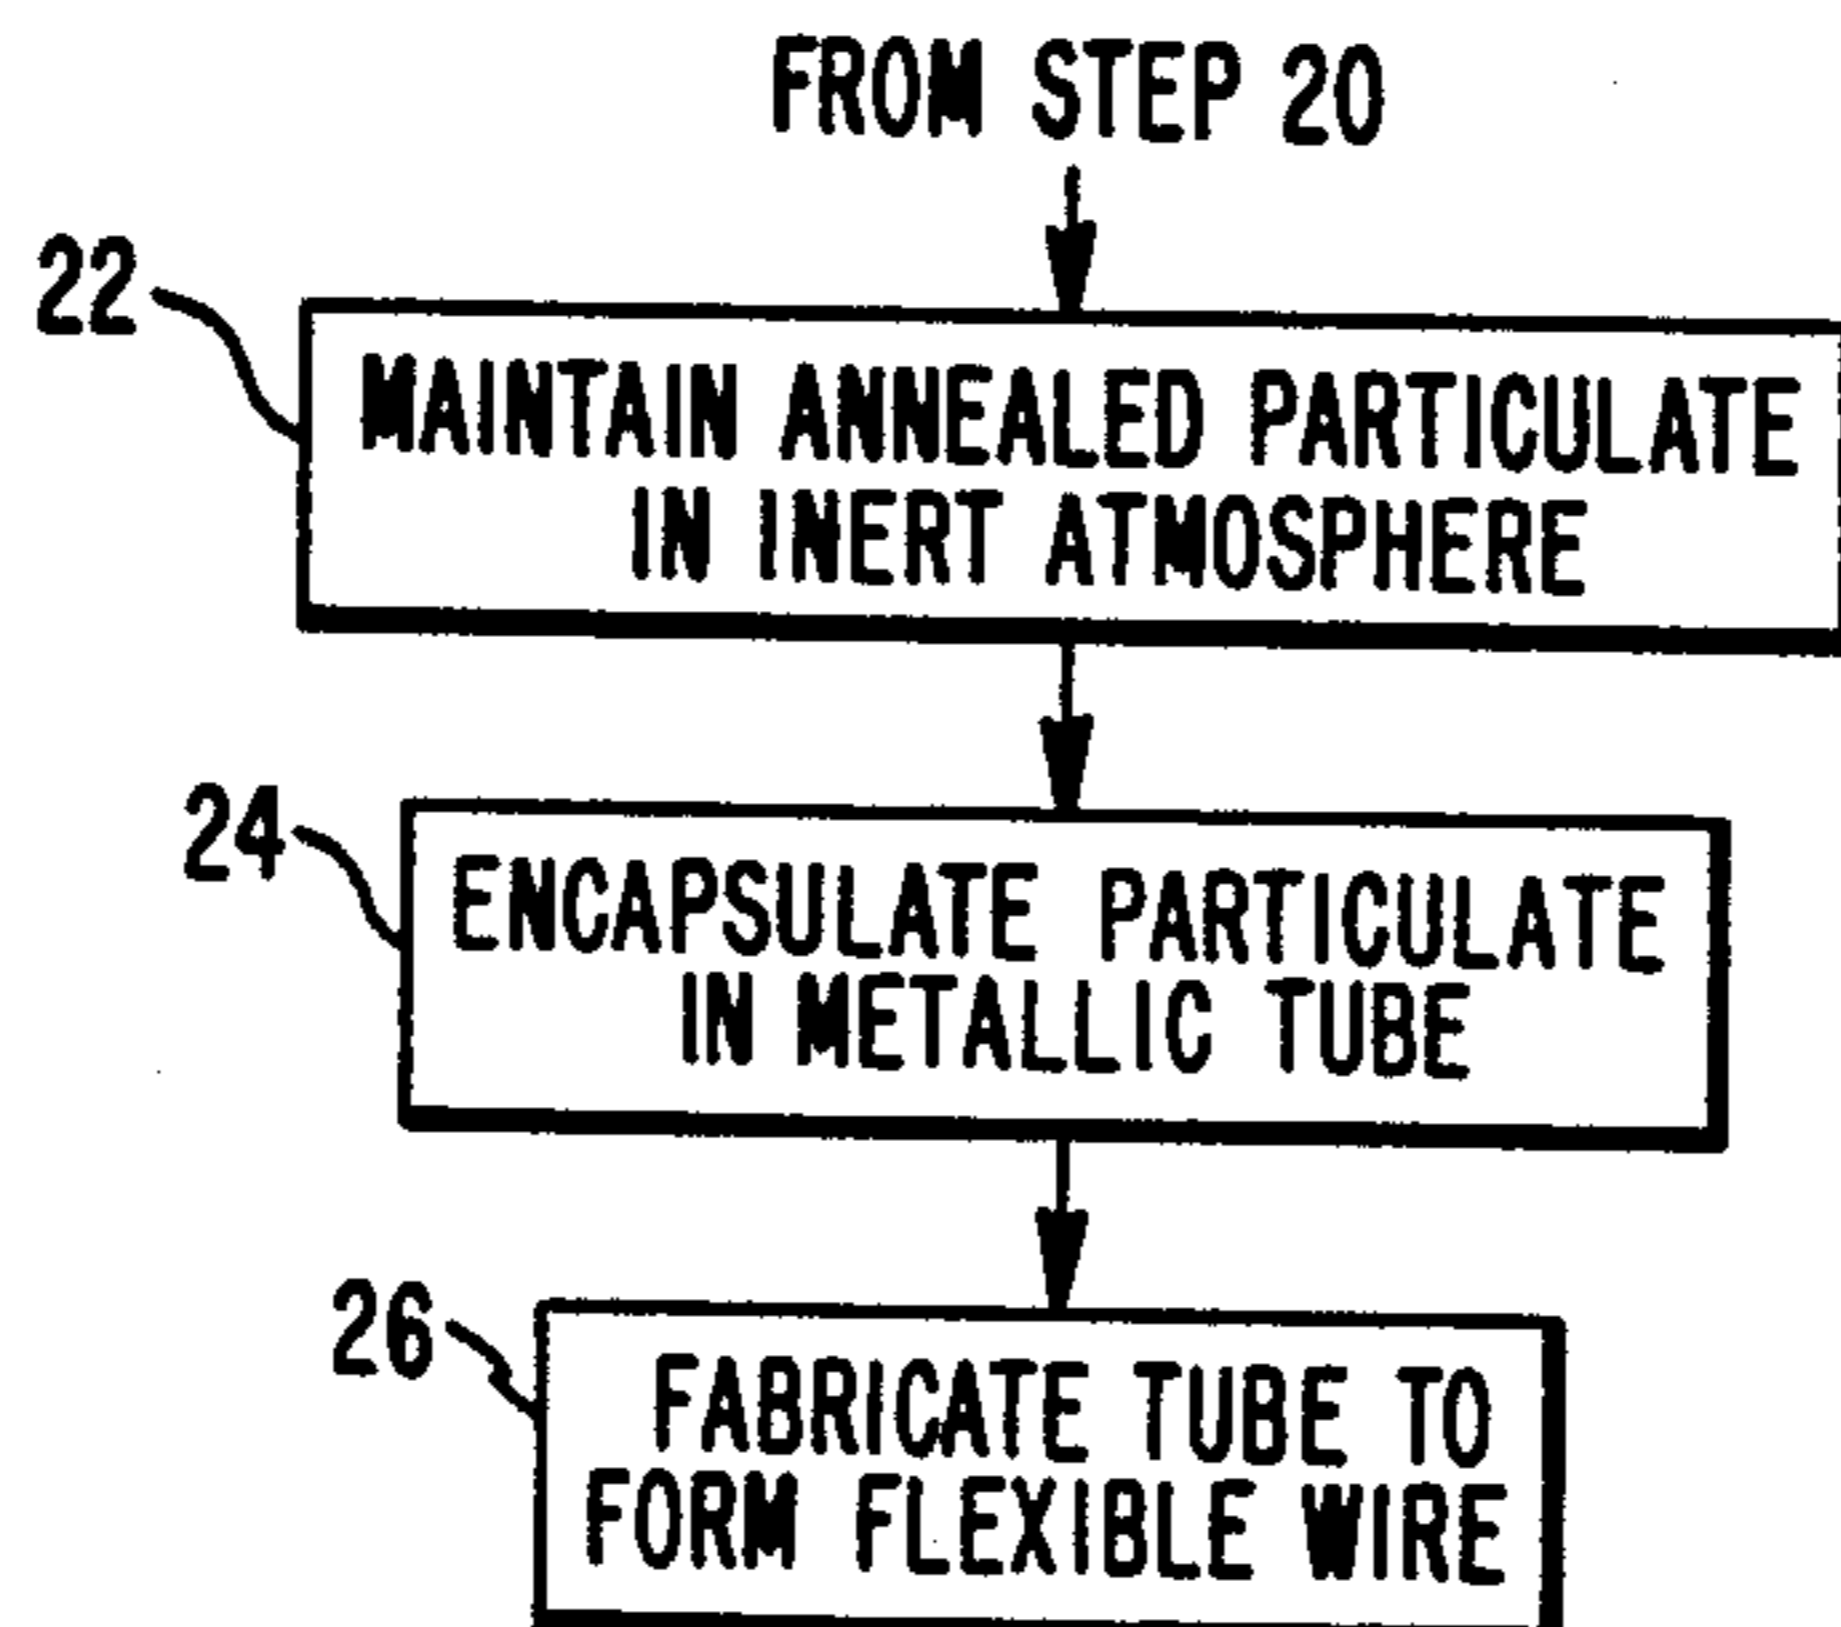 FROM STEP 20
22
MAINTAIN ANNEALED PARTICULATE
IN INERT ATMOSPHERE
24
ENCAPSULATE PARTICULATE
IN METALLIC TUBE
26
FABRICATE TUBE TO
FORM FLEXIBLE WIRE